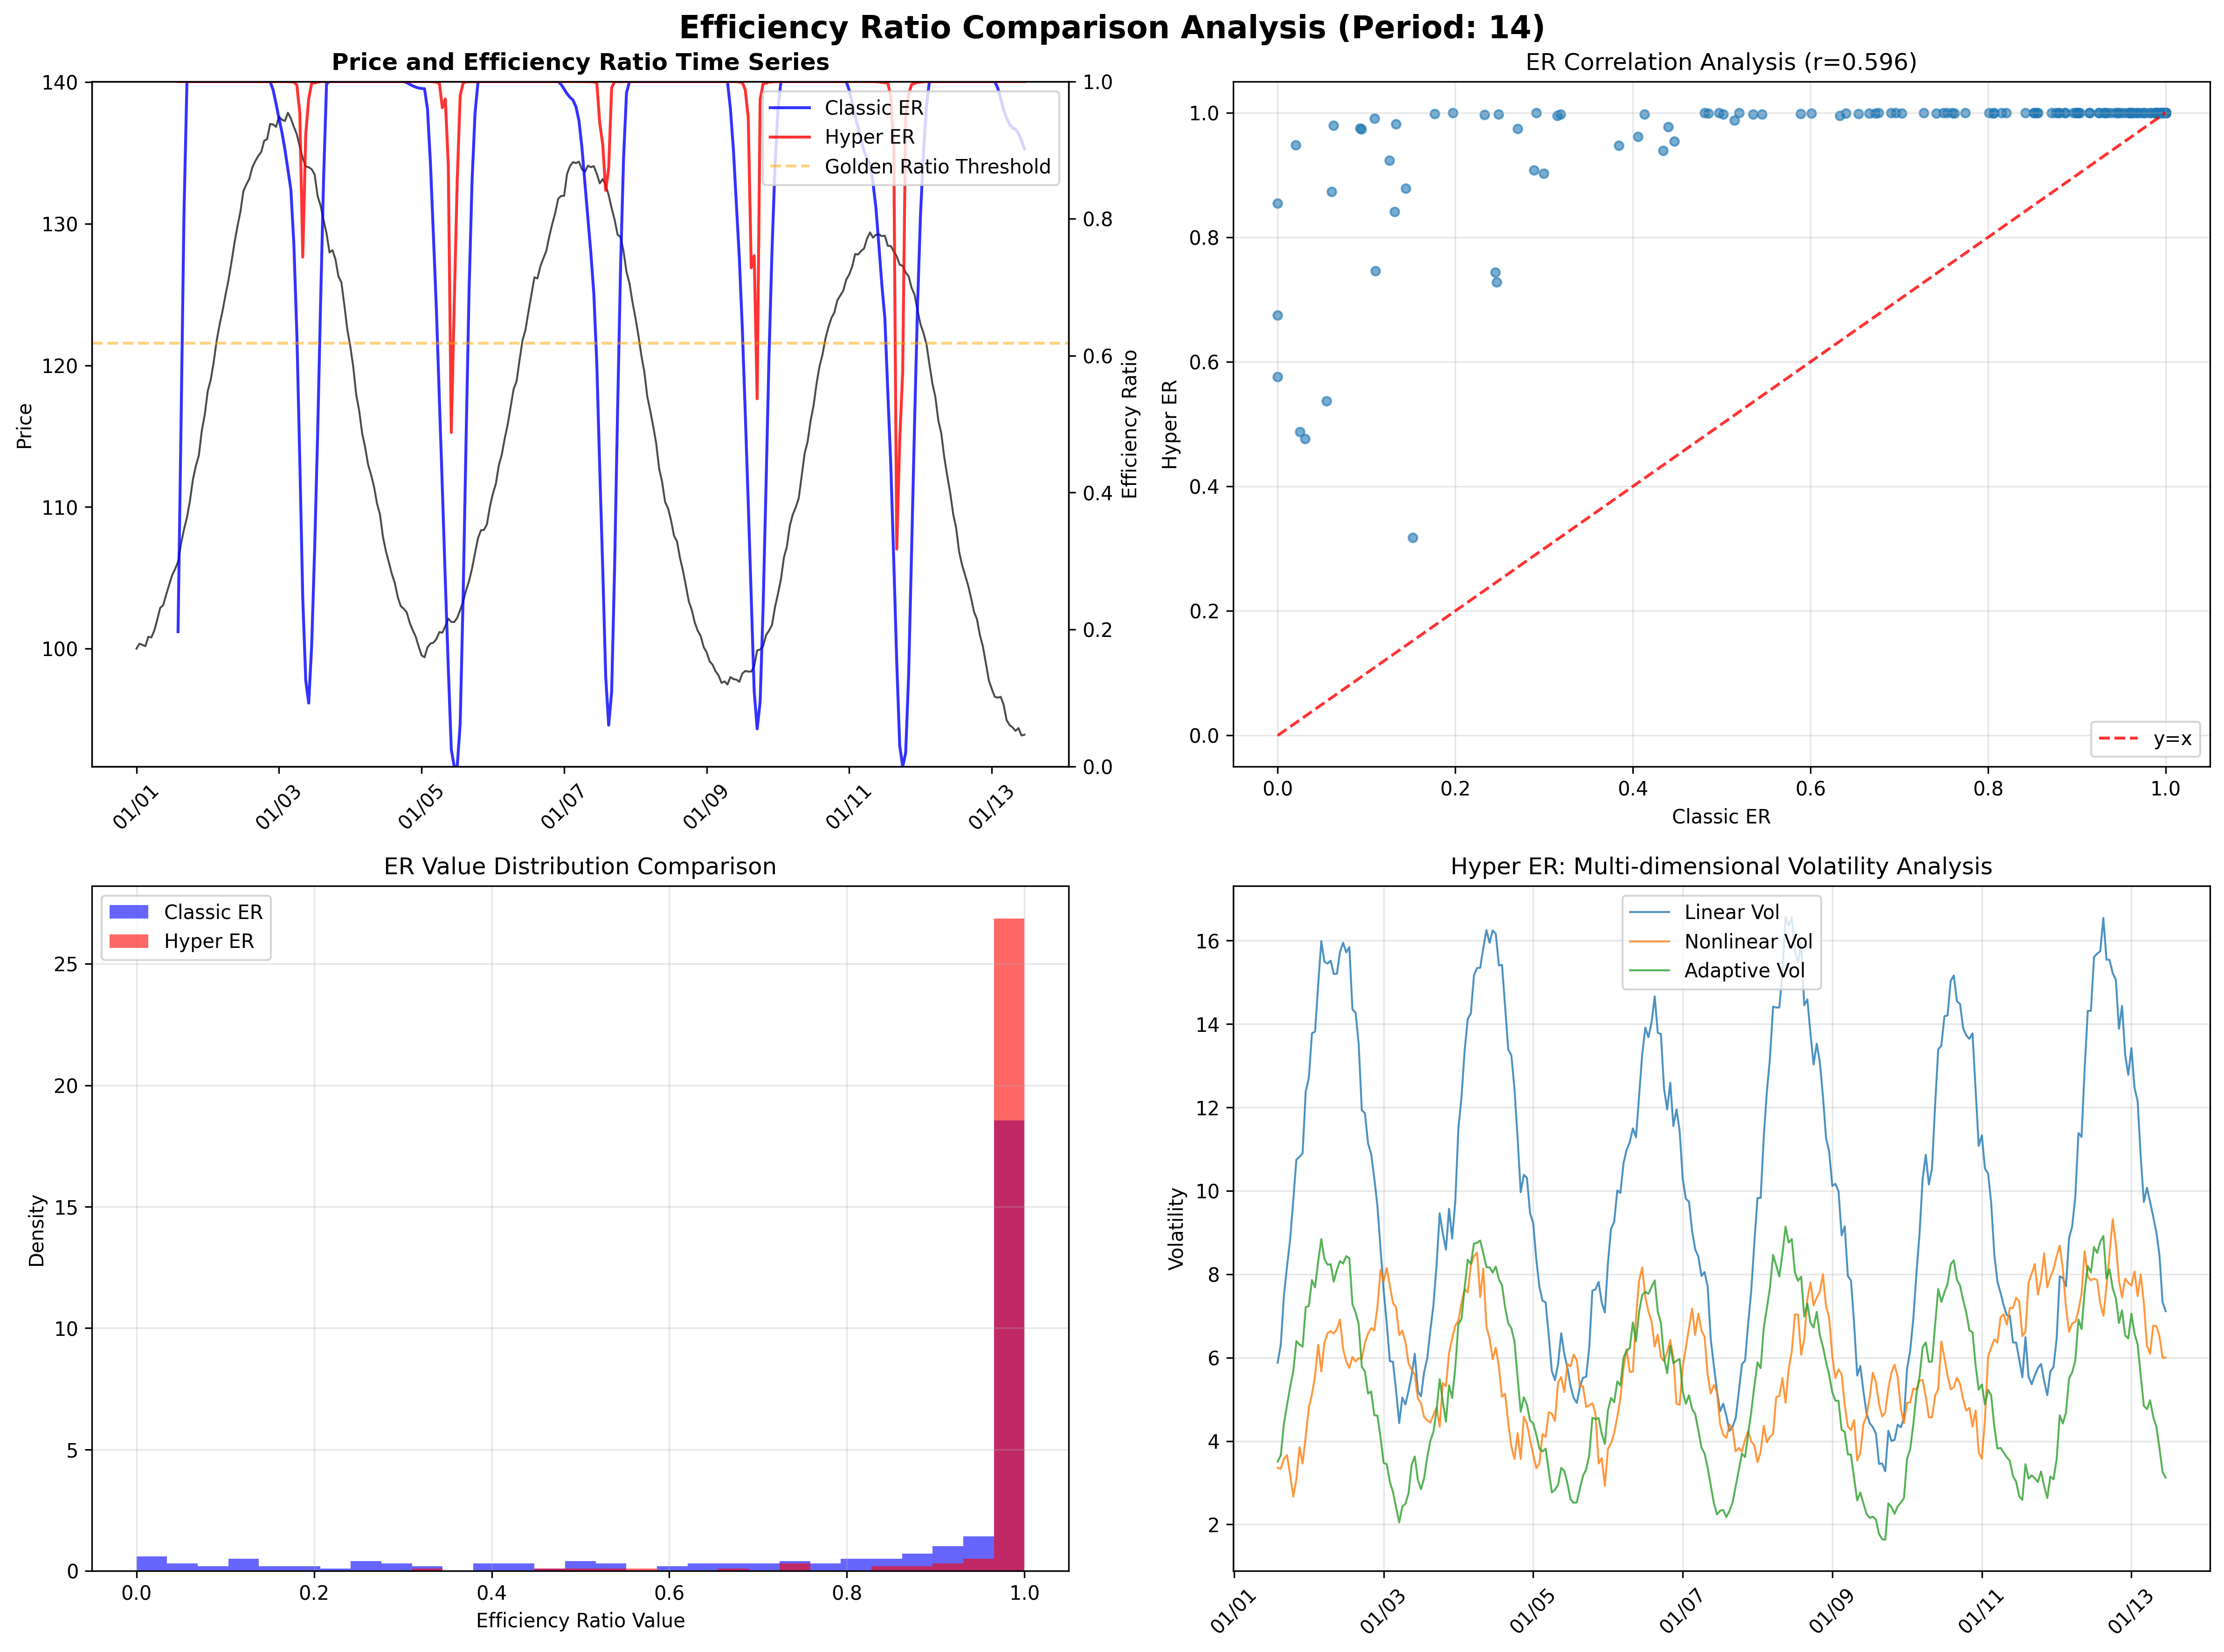 Efficiency Ratio Comparison Analysis (Period: 14)
Price and Efficiency Ratio Time Series
140
130
120
110
100
Price
1.0
0.8
0.6
0.4
0.2
0.0
Efficiency Ratio
Classic ER
Hyper ER
Golden Ratio Threshold
01/01
01/03
01/05
01/07
01/09
01/11
01/13
ER Correlation Analysis (r=0.596)
1.0
0.8
0.6
0.4
0.2
0.0
Hyper ER
y=x
0.0
0.2
0.4
0.6
0.8
1.0
Classic ER
ER Value Distribution Comparison
Classic ER
Hyper ER
25
20
15
10
5
0
Density
0.0
0.2
0.4
0.6
0.8
1.0
Efficiency Ratio Value
Hyper ER: Multi-dimensional Volatility Analysis
Linear Vol
Nonlinear Vol
Adaptive Vol
16
14
12
10
8
6
4
2
Volatility
01/01
01/03
01/05
01/07
01/09
01/11
01/13